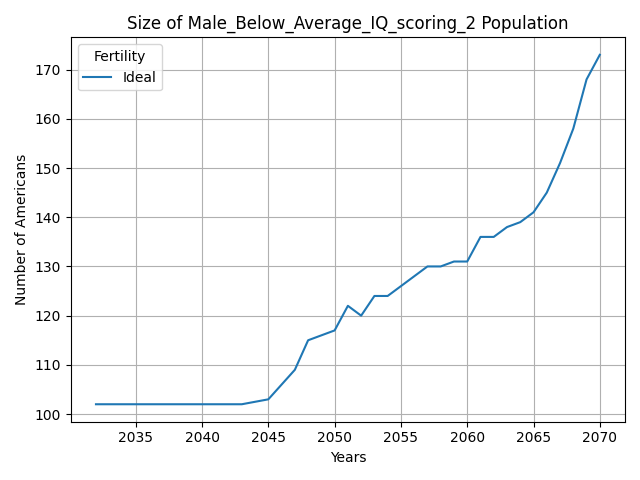 Size of Male_Below_Average_IQ_scoring_2 Population
Fertility
Ideal
Number of Americans
170
160
150
140
130
120
110
100
2035 2040 2045 2050 2055 2060 2065 2070
Years